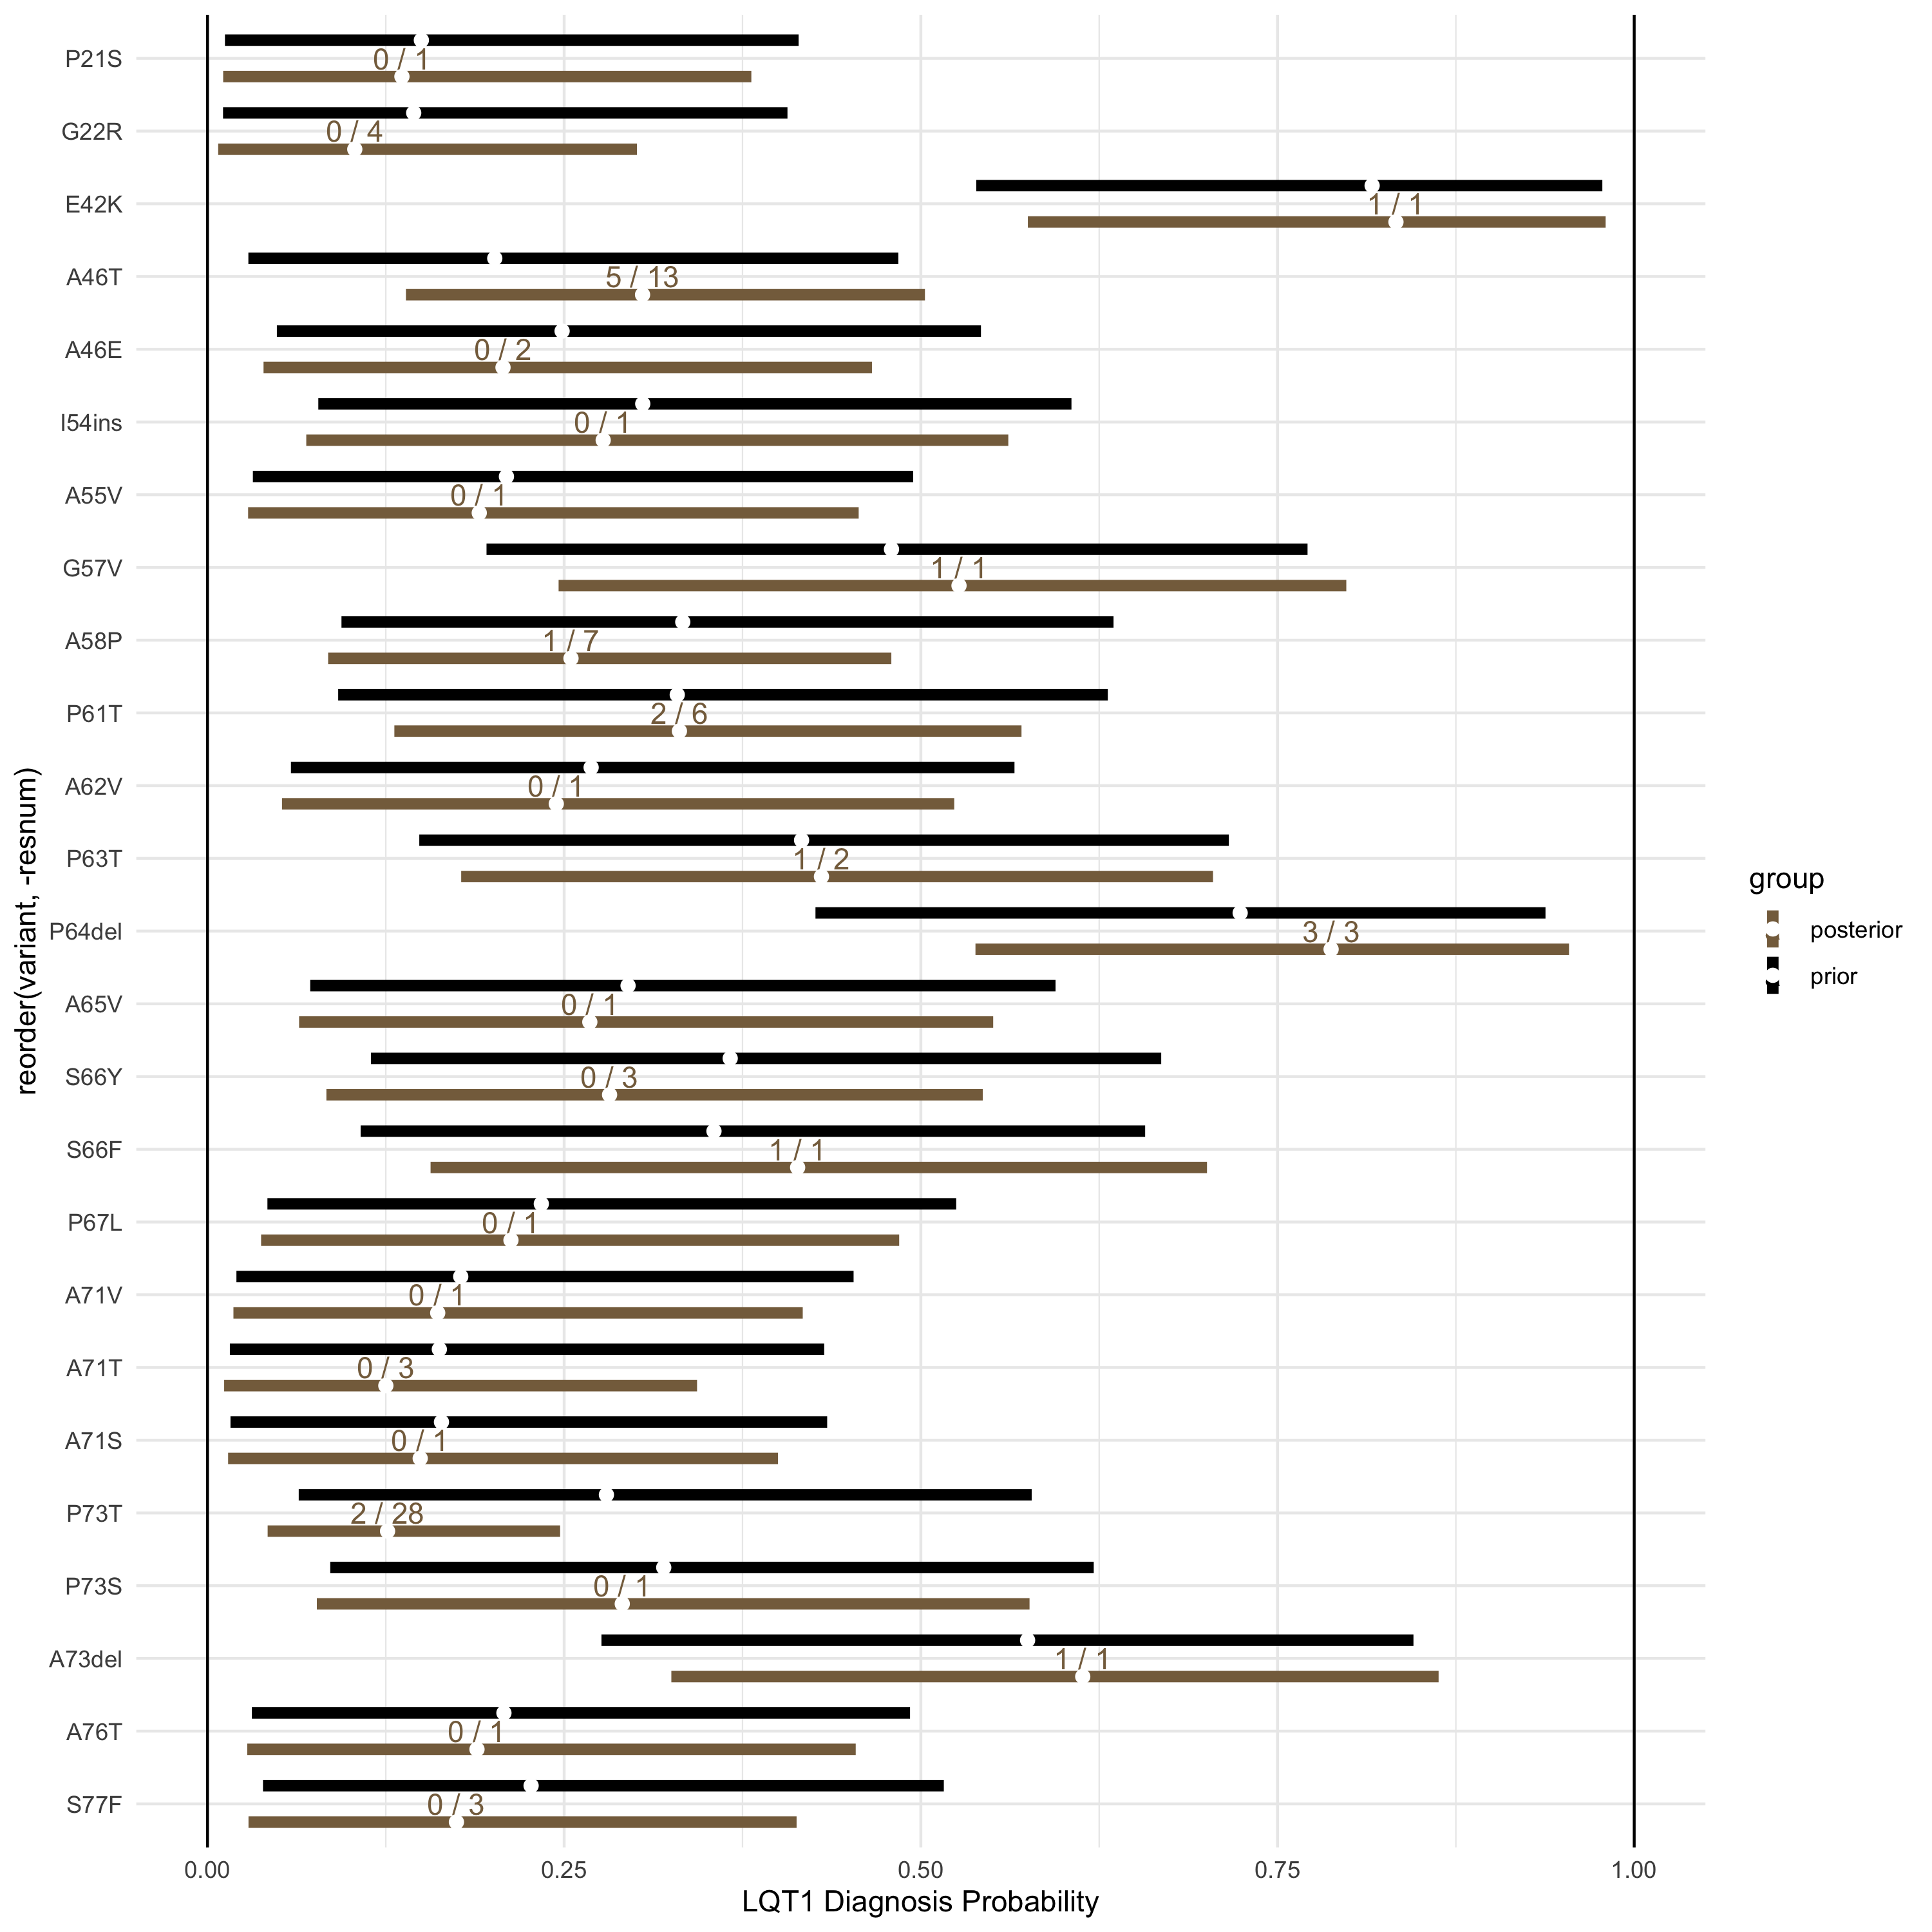 P21S
0 / 1
G22R
0 / 4
E42K
1 / 1
A46T
5 / 13
A46E
0 / 2
I54ins
0 / 1
A55V
0 / 1
G57V
1 / 1
A58P
1 / 7
P61T
2 / 6
A62V
0 / 1
P63T
1 / 2
P64del
3 / 3
A65V
0 / 1
S66Y
0 / 3
S66F
1 / 1
P67L
0 / 1
A71V
0 / 1
A71T
0 / 3
A71S
0 / 1
P73T
2 / 28
P73S
0 / 1
A73del
1 / 1
A76T
0 / 1
S77F
0 / 3
0.00 0.25 0.50 0.75 1.00
LQT1 Diagnosis Probability
reorder(variant, -resnum)
group
posterior
prior